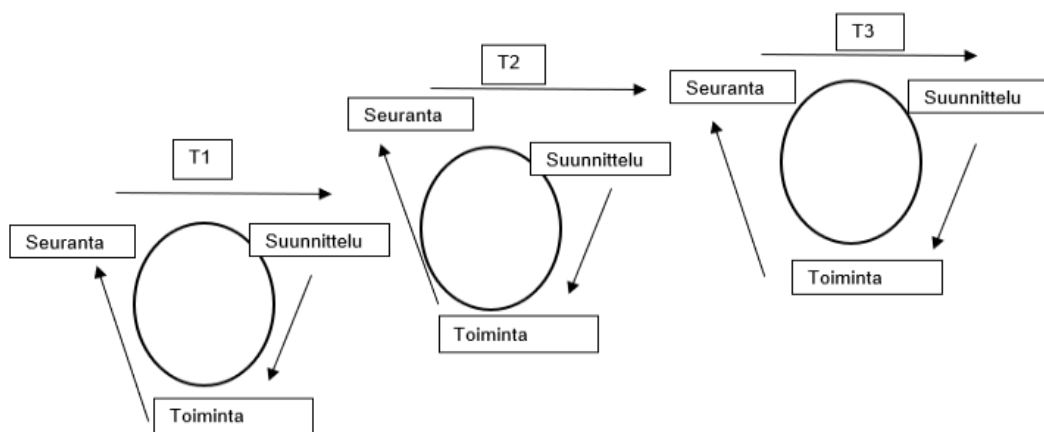 T1
Seuranta
Suunnittelu
Toiminta
T2
Seuranta
Suunnittelu
Toiminta
T3
Seuranta
Suunnittelu
Toiminta